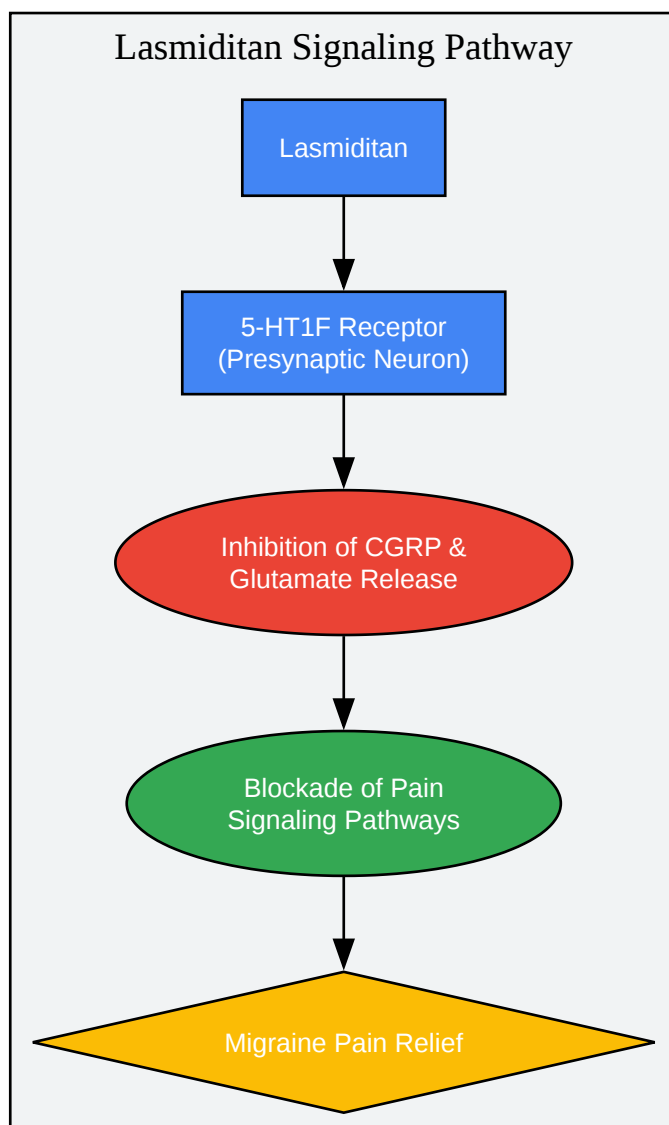 Lasmiditan Signaling Pathway
Lasmiditan
5-HT1F Receptor
(Presynaptic Neuron)
Inhibition of CGRP &
Glutamate Release
Blockade of Pain
Signaling Pathways
Migraine Pain Relief